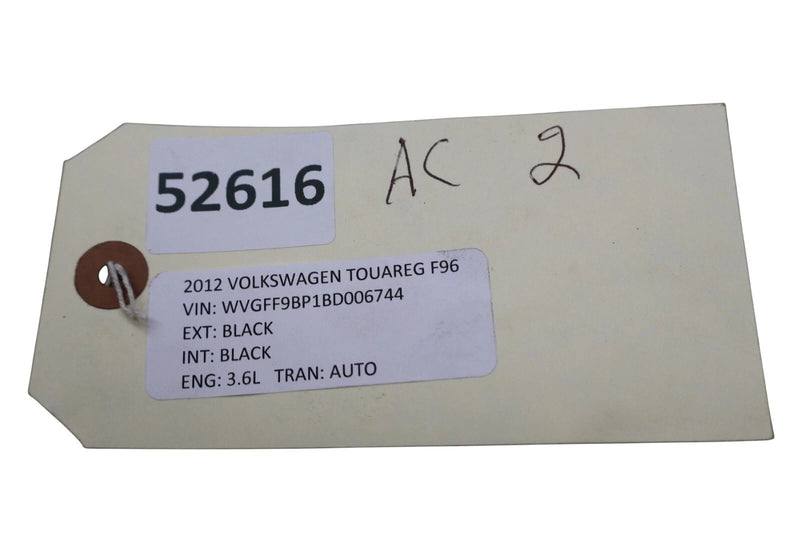 52616
AC 2
2012 VOLKSWAGEN TOUAREG F96
VIN: WVGFF9BP1BD006744
EXT: BLACK
INT: BLACK
ENG: 3.6L TRAN: AUTO